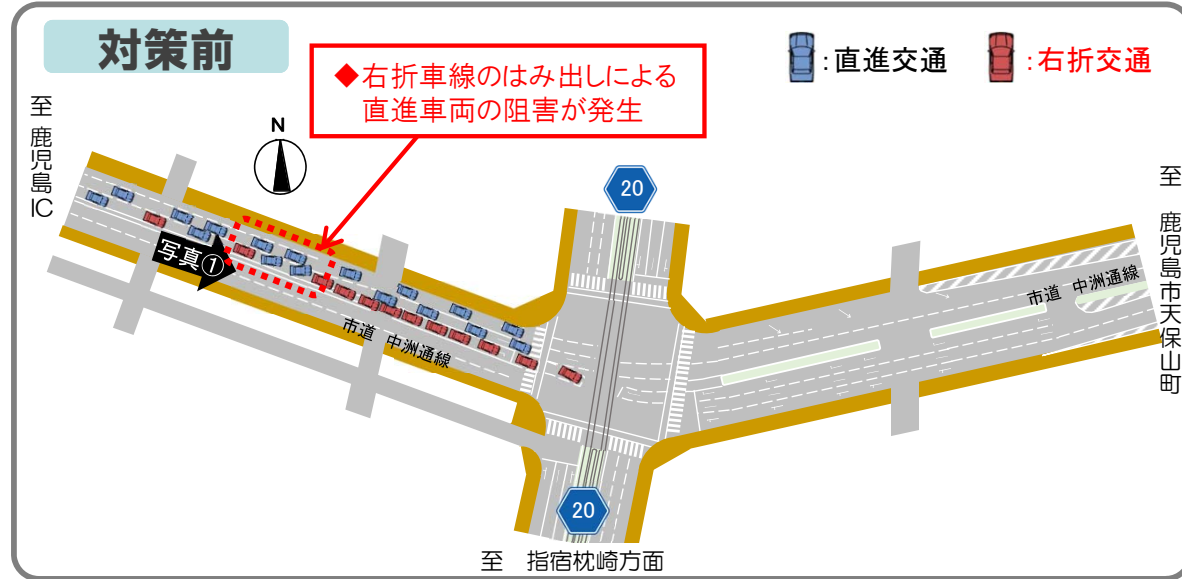 対策前
◆右折車線のはみ出しによる
直進車両の阻害が発生
:直進交通
:右折交通
至 鹿児島IC
N
20
至 鹿児島市天保山町
写真①
市道 中洲通線
市道 中洲通線
20
至 指宿枕崎方面